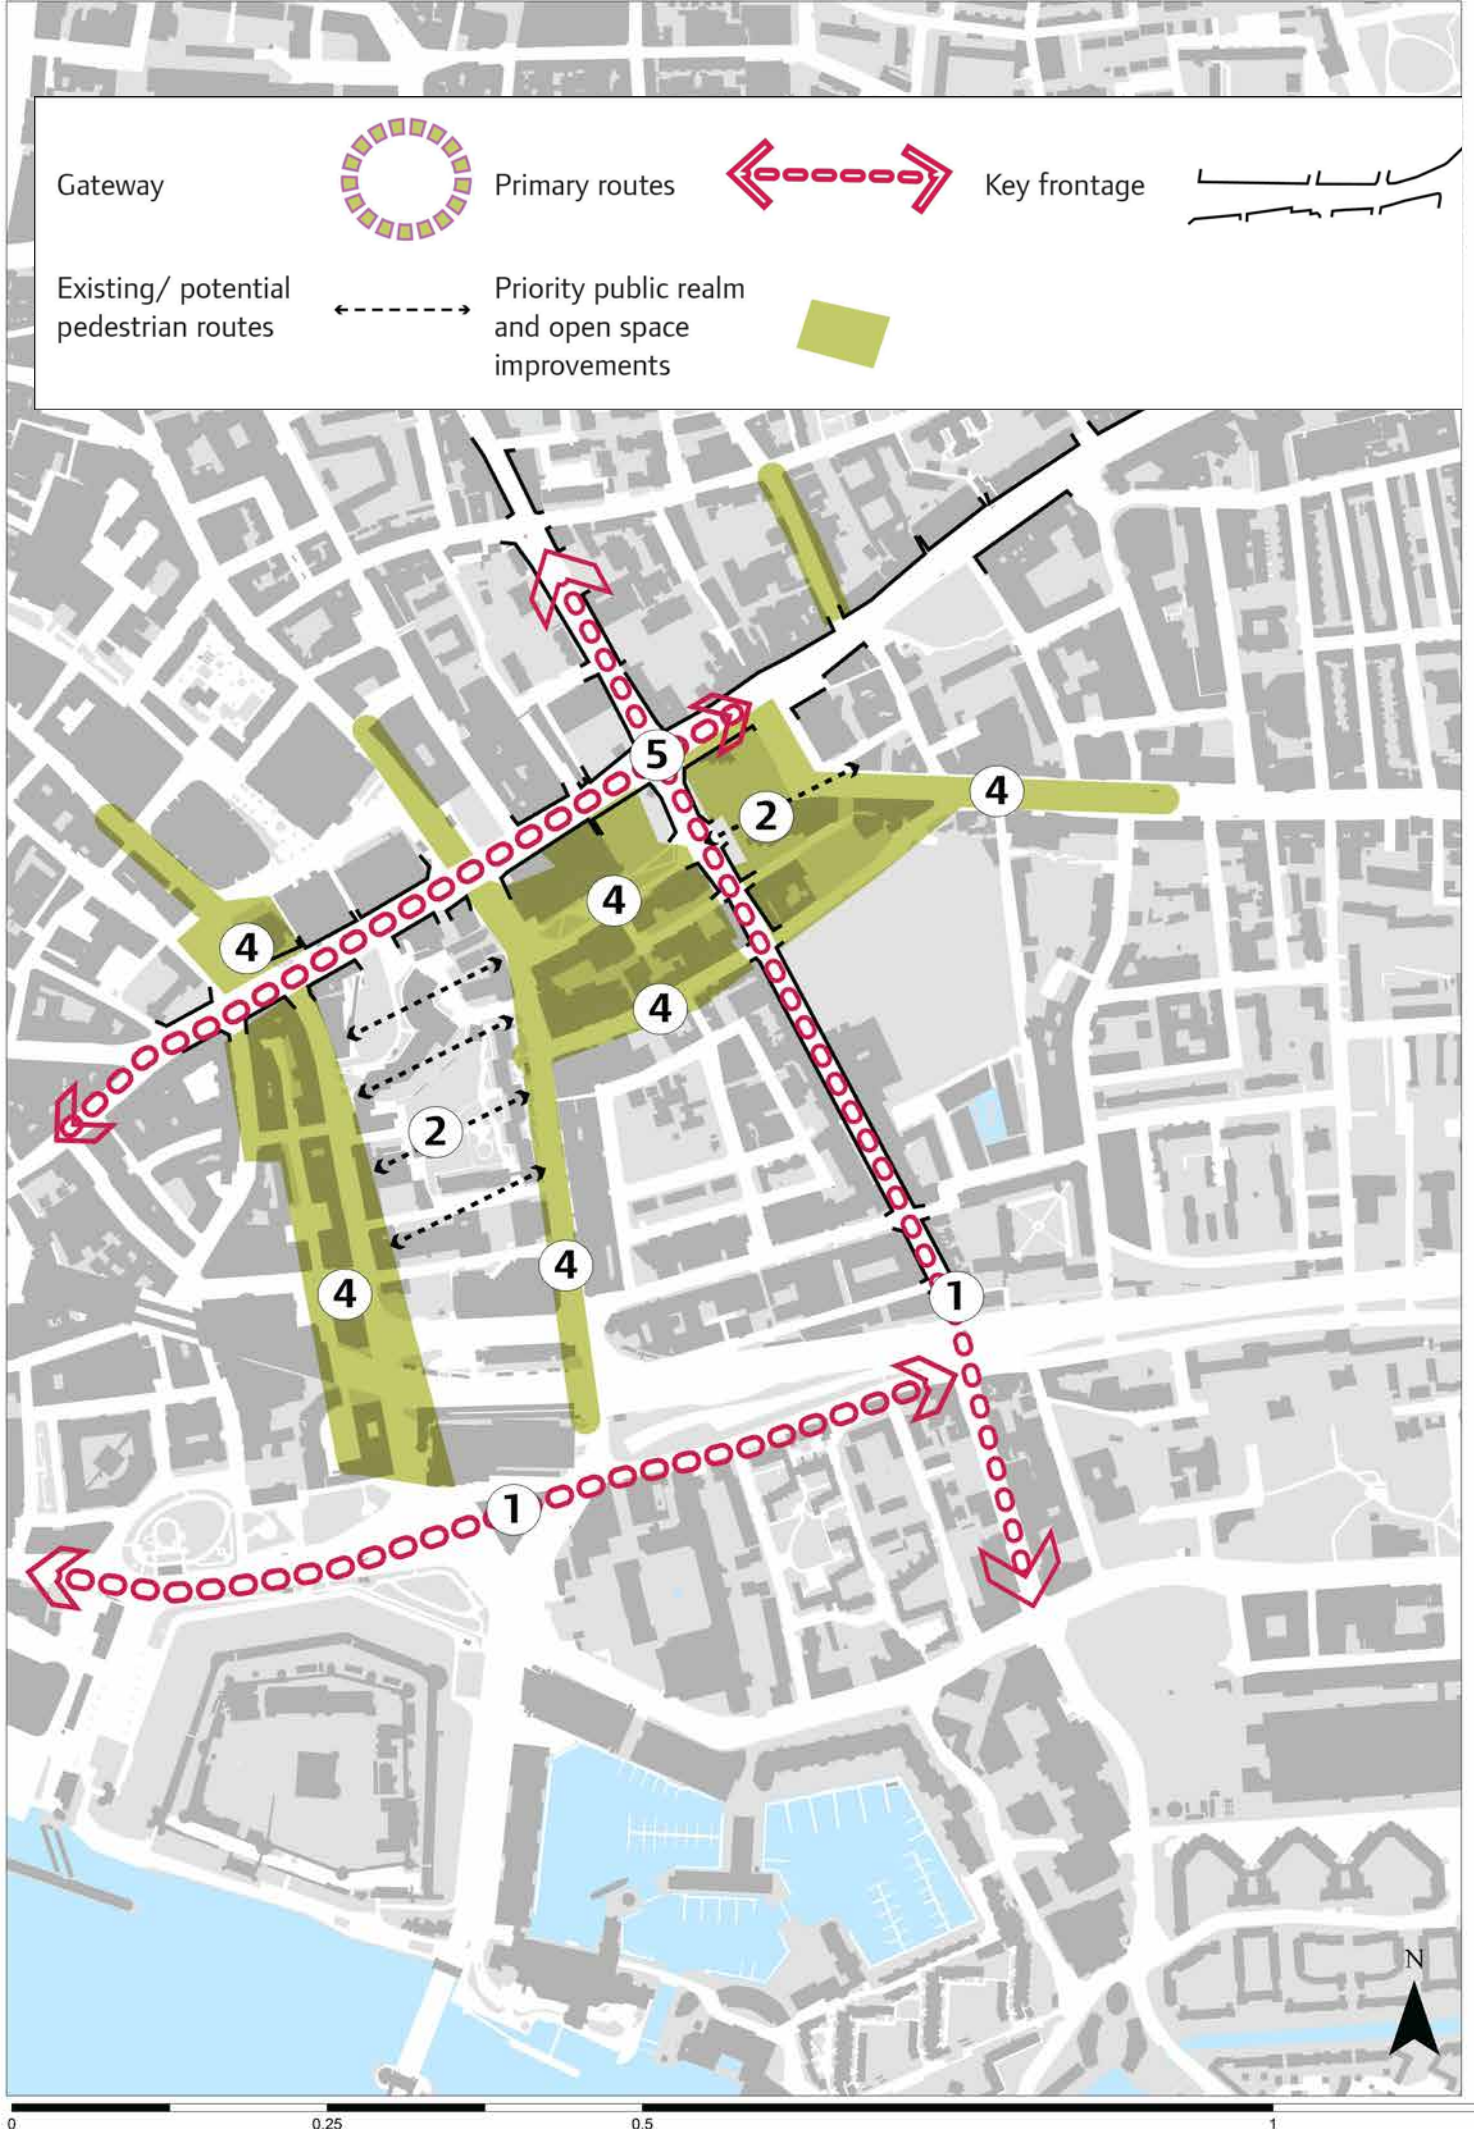 Gateway
Primary routes
Key frontage
Existing/ potential
pedestrian routes
Priority public realm
and open space
improvements
5
4
2
4
4
4
2
4
4
1
1
N
0
0.25
0.5
1